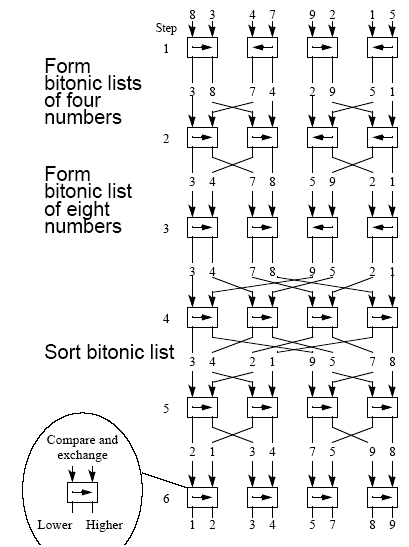 8 3 4 7 9 2 1 5
Step
1
Form
bitonic lists
of four
numbers
3 8 7 4 2 9 5 1
2
Form
bitonic list
of eight
numbers
3 4 7 8 5 9 2 1
3
3 4 7 8 9 5 2 1
4
Sort bitonic list
3 4 2 1 9 5 7 8
5
Compare and
exchange
Lower Higher
2 1 3 4 7 5 9 8
6
1 2 3 4 5 7 8 9